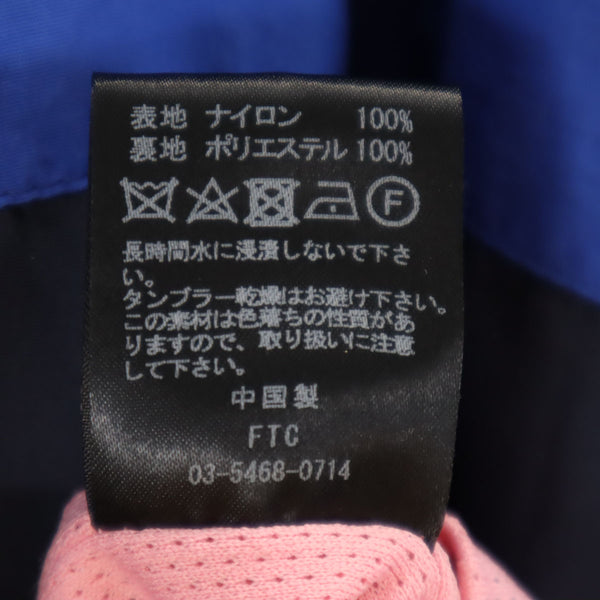 表地 ナイロン 100%
裏地 ポリエステル 100%
F
長時間水に浸漬しないで下さ
い。
タンブラー乾燥はお避け下さい。
この素材は色落ちの性質があ
りますので、取り扱いに注意
して下さい。
中国製
FTC
03-5468-0714